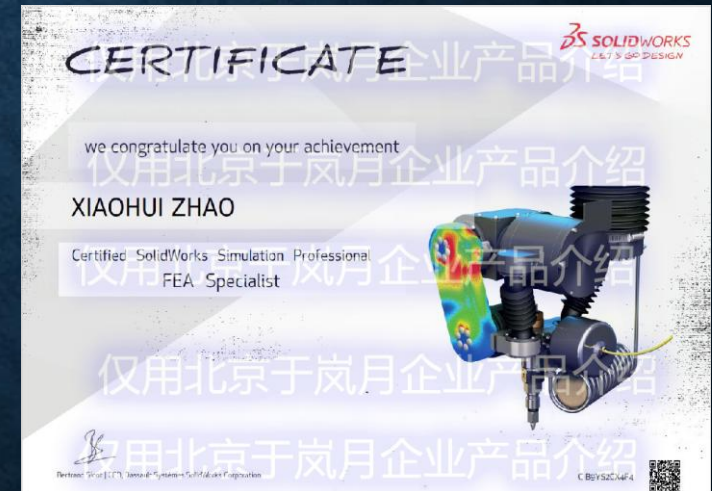 CERTIFICATE
SOLIDWORKS
LET'S GO DESIGN
仅用北京于岚月企业产品介绍
we congratulate you on your achievement
仅用北京于岚月企业产品介绍
XIAOHUI ZHAO
Certified SolidWorks Simulation Professional
FEA Specialist
仅用北京于岚月企业产品介绍
仅用北京于岚月企业产品介绍
仅用北京于岚月企业产品介绍
Dassault Systèmes SolidWorks Corporation